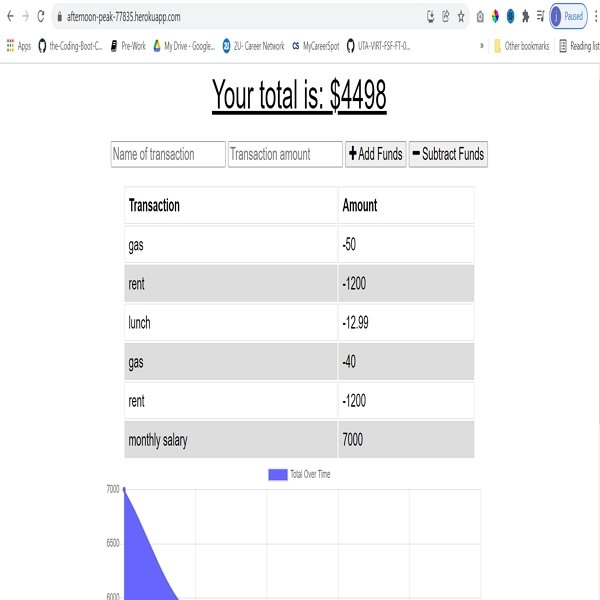 afternoon-peak-77835.herokuapp.com
j Paused
Apps the-Coding-Boot-C... Pre-Work My Drive - Google... 2U- Career Network CS MyCareerSpot UTA-VIRT-FSF-FT-0... » Other bookmarks Reading list
Your total is: $4498
Name of transaction Transaction amount Add Funds Subtract Funds
Transaction Amount
gas -50
rent -1200
lunch -12.99
gas -40
rent -1200
monthly salary 7000
Total Over Time
7000
6500
6000